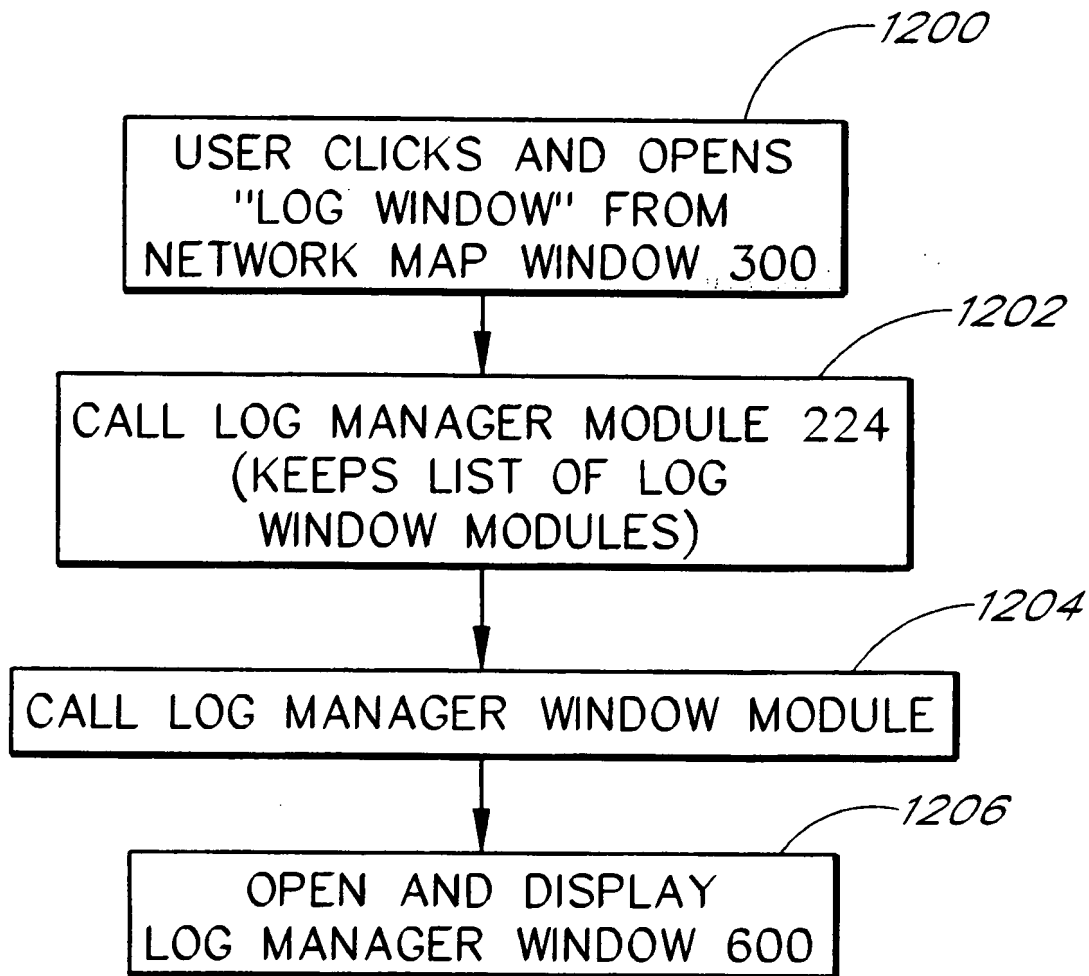 1200
USER CLICKS AND OPENS
"LOG WINDOW" FROM
NETWORK MAP WINDOW 300
1202
CALL LOG MANAGER MODULE 224
(KEEPS LIST OF LOG
WINDOW MODULES)
1204
CALL LOG MANAGER WINDOW MODULE
1206
OPEN AND DISPLAY
LOG MANAGER WINDOW 600